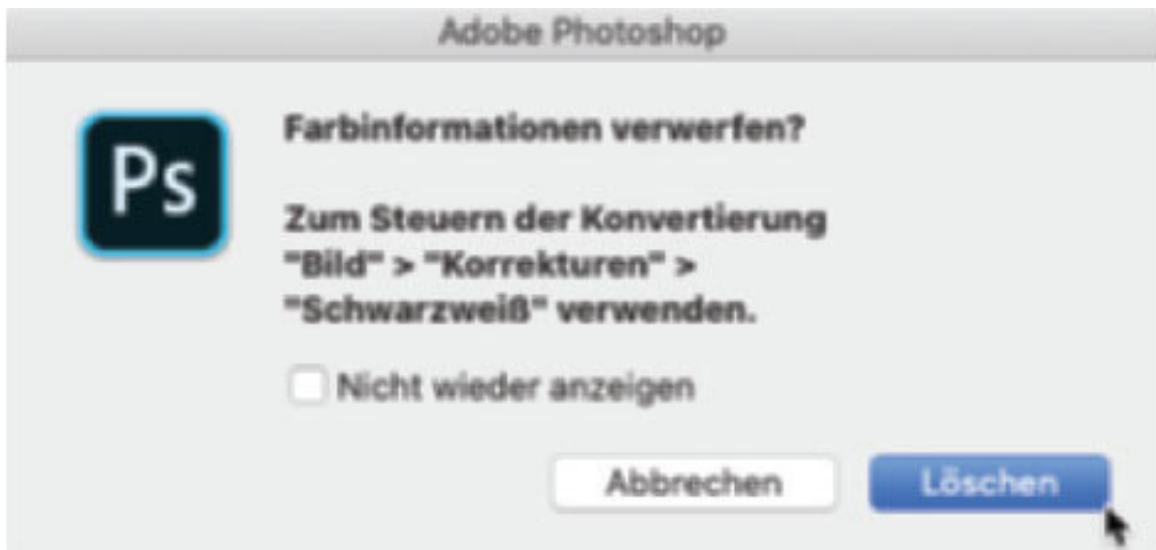 Adobe Photoshop
Ps
Farbinformationen verwerfen?
Zum Steuern der Konvertierung
"Bild" > "Korrekturen" >
"Schwarzweiß" verwenden.
Nicht wieder anzeigen
Abbrechen
Löschen